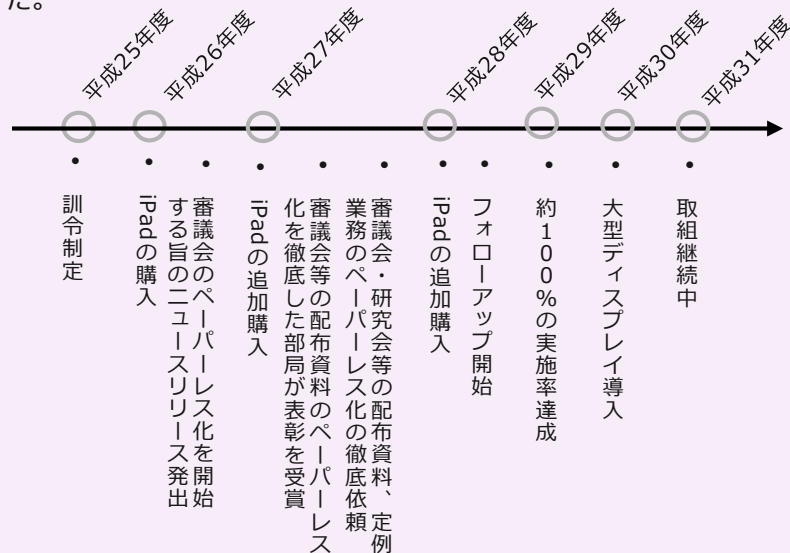 た。
平成25年度
平成26年度
平成27年度
平成28年度
平成29年度
平成30年度
平成31年度
・訓令制定
・iPadの購入
・審議会のペーパーレス化を開始
する旨のニュースリリース発出
・iPadの追加購入
・審議会等の配布資料のペーパーレス
化を徹底した部局が表彰を受賞
・審議会・研究会等の配布資料、定例
業務のペーパーレス化の徹底依頼
・iPadの追加購入
・フォローアップ開始
・約100%の実施率達成
・大型ディスプレイ導入
・取組継続中